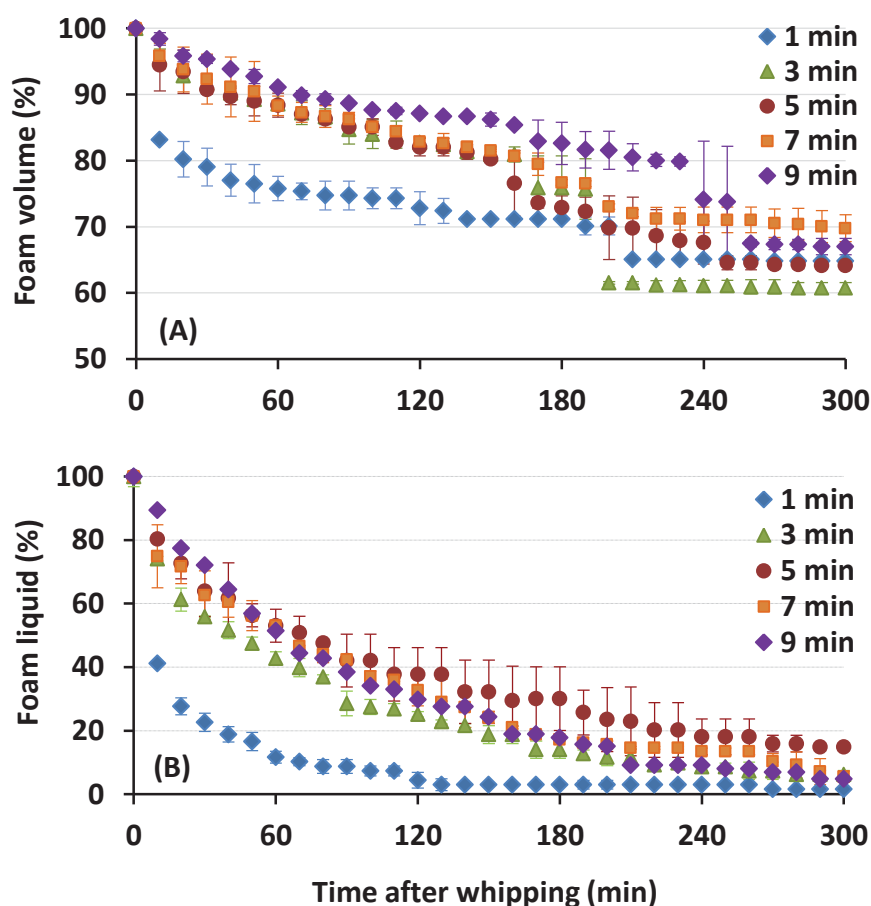 100
90
80
70
60
50
Foam volume (%)
(A)
1 min
3 min
5 min
7 min
9 min
0 60 120 180 240 300
100
80
60
40
20
0
Foam liquid (%)
(B)
1 min
3 min
5 min
7 min
9 min
0 60 120 180 240 300
Time after whipping (min)